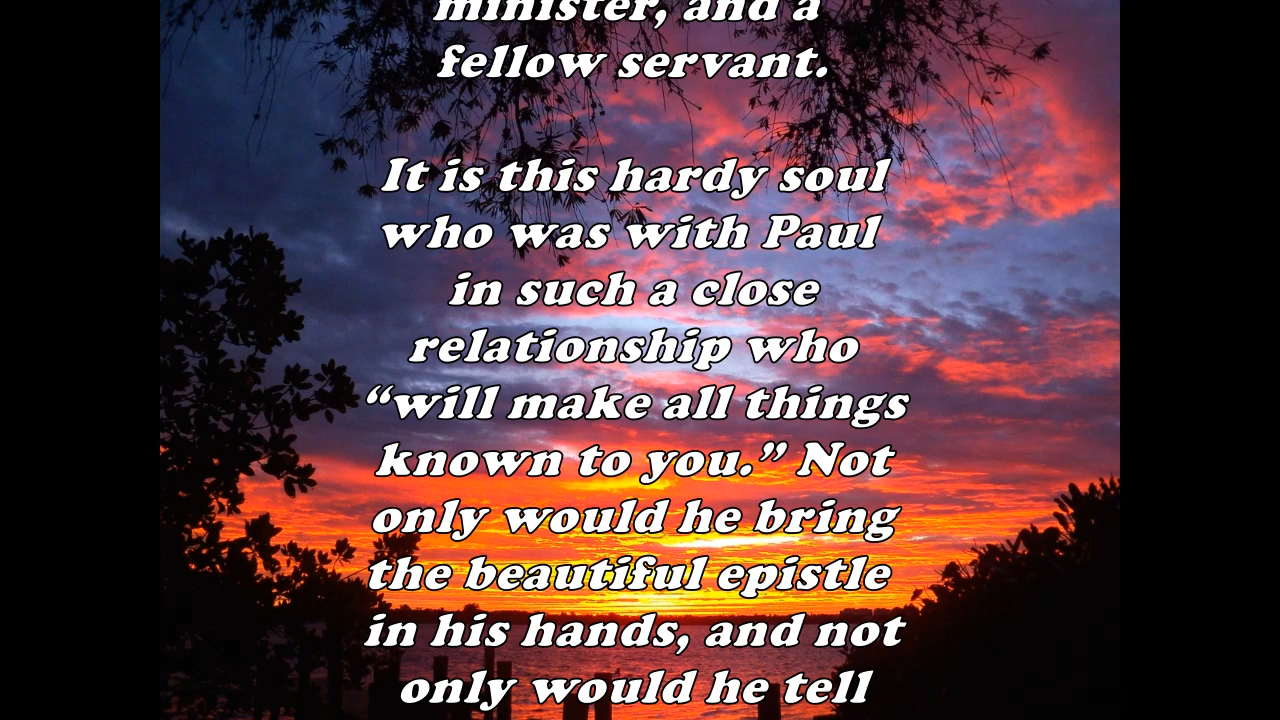 minister, and a
fellow servant.
It is this hardy soul
who was with Paul
in such a close
relationship who
“will make all things
known to you.” Not
only would he bring
the beautiful epistle
in his hands, and not
only would he tell